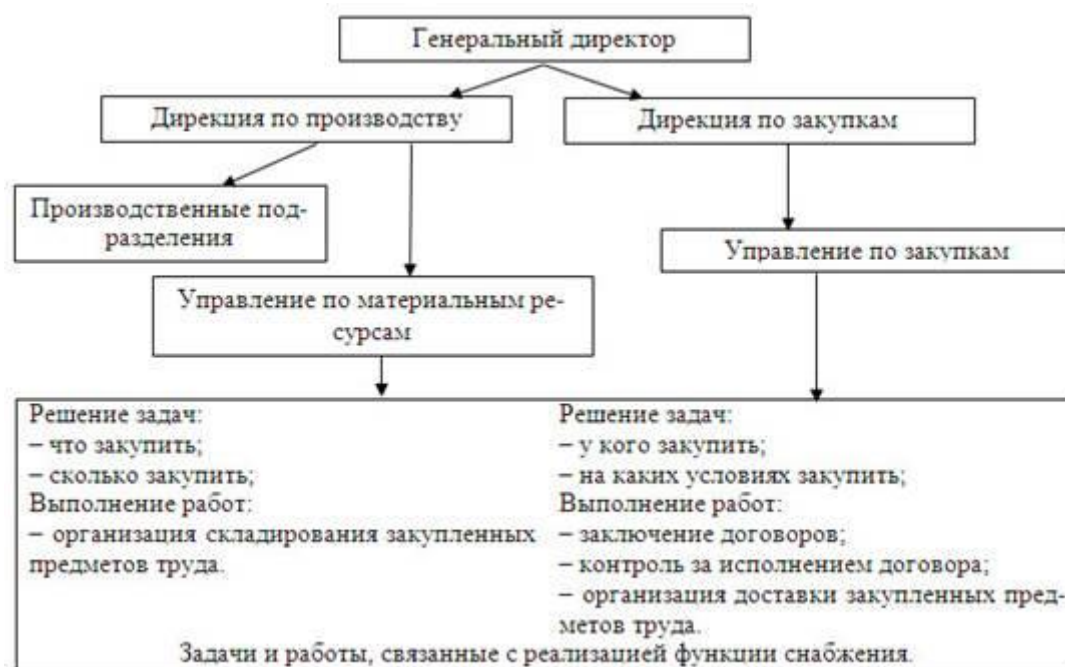 Генеральный директор
Дирекция по производству
Дирекция по закупкам
Производственные под-
разделения
Управление по закупкам
Управление по материальным ре-
сурсам
Решение задач:
– что закупить;
– сколько закупить;
Выполнение работ:
– организация складирования закупленных
предметов труда.
Решение задач:
– у кого закупить;
– на каких условиях закупить;
Выполнение работ:
– заключение договоров;
– контроль за исполнением договора;
– организация доставки закупленных пред-
метов труда.
Задачи и работы, связанные с реализацией функции снабжения.